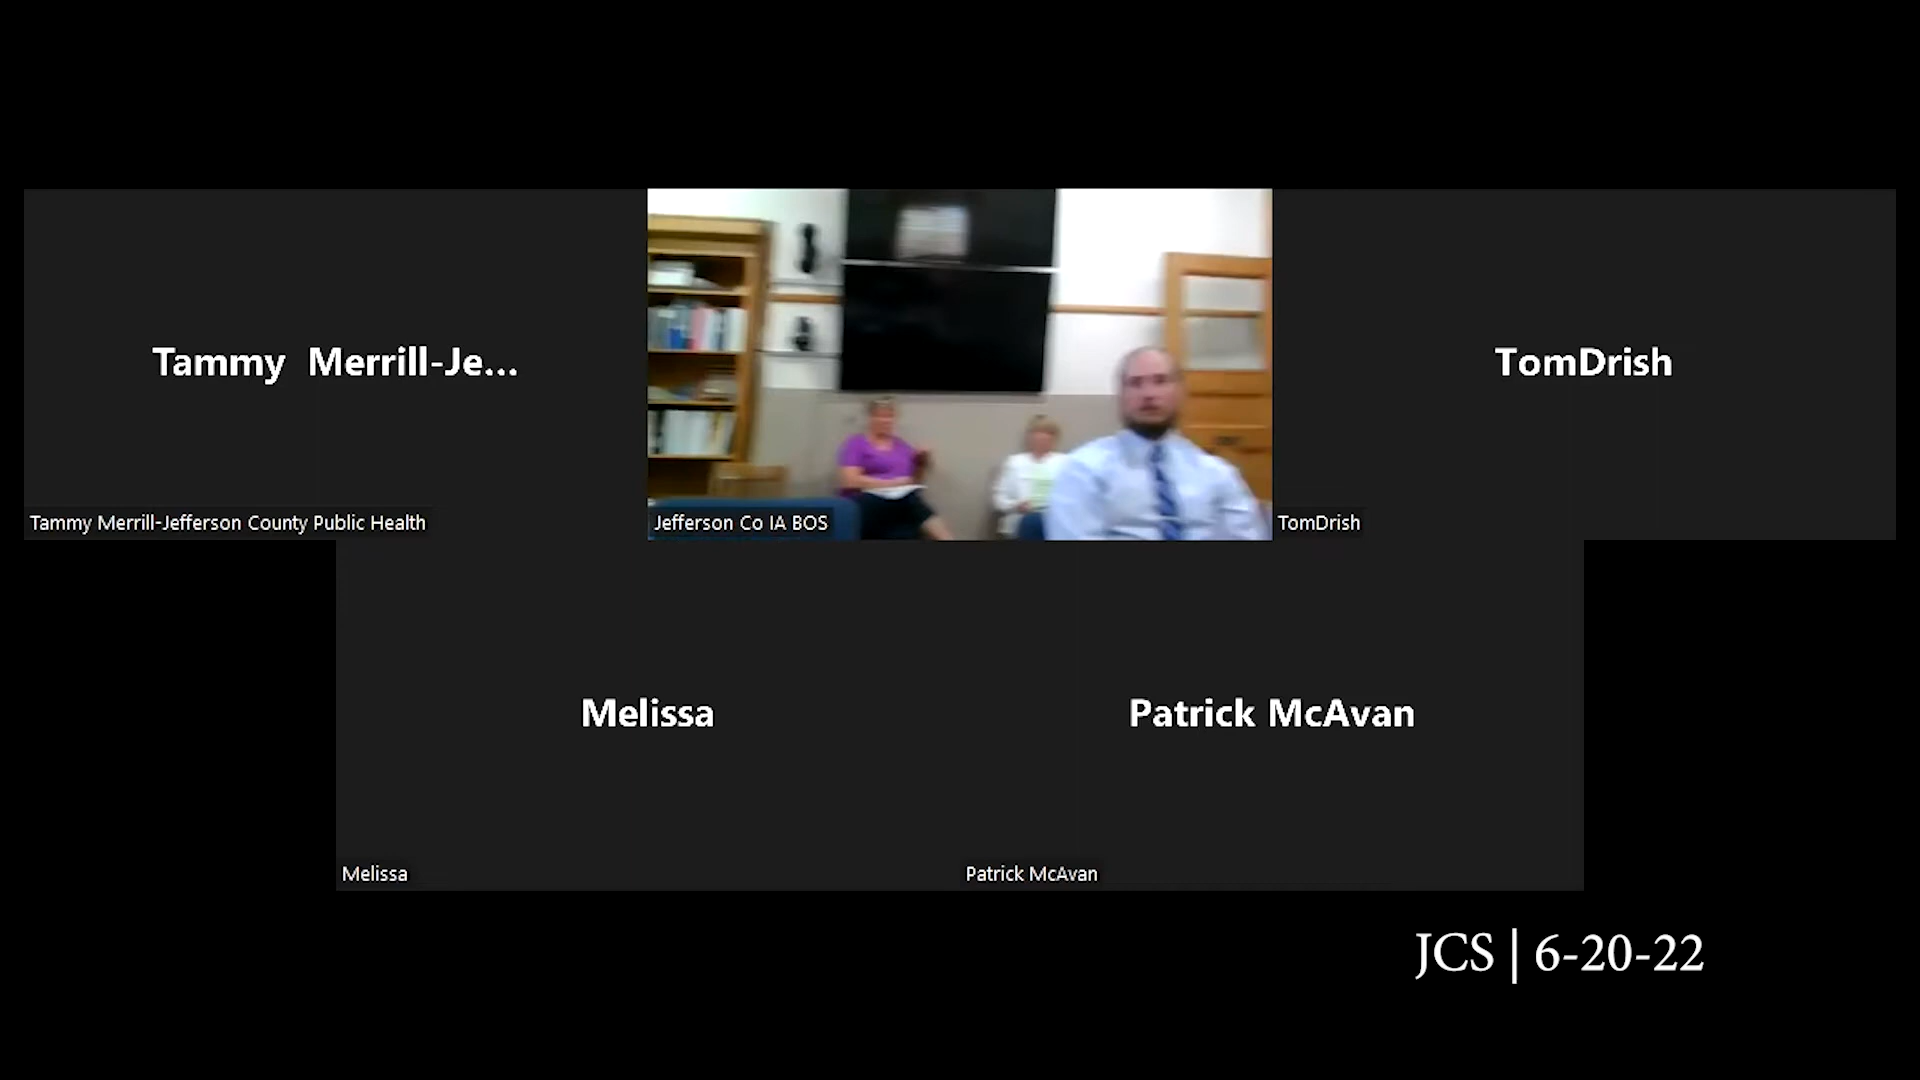 Tammy  Merrill-Je...
TomDrish
Tammy Merrill-Jefferson County Public Health
Jefferson Co IA BOS
TomDrish
Melissa
Patrick McAvan
Melissa
Patrick McAvan
JCS | 6-20-22